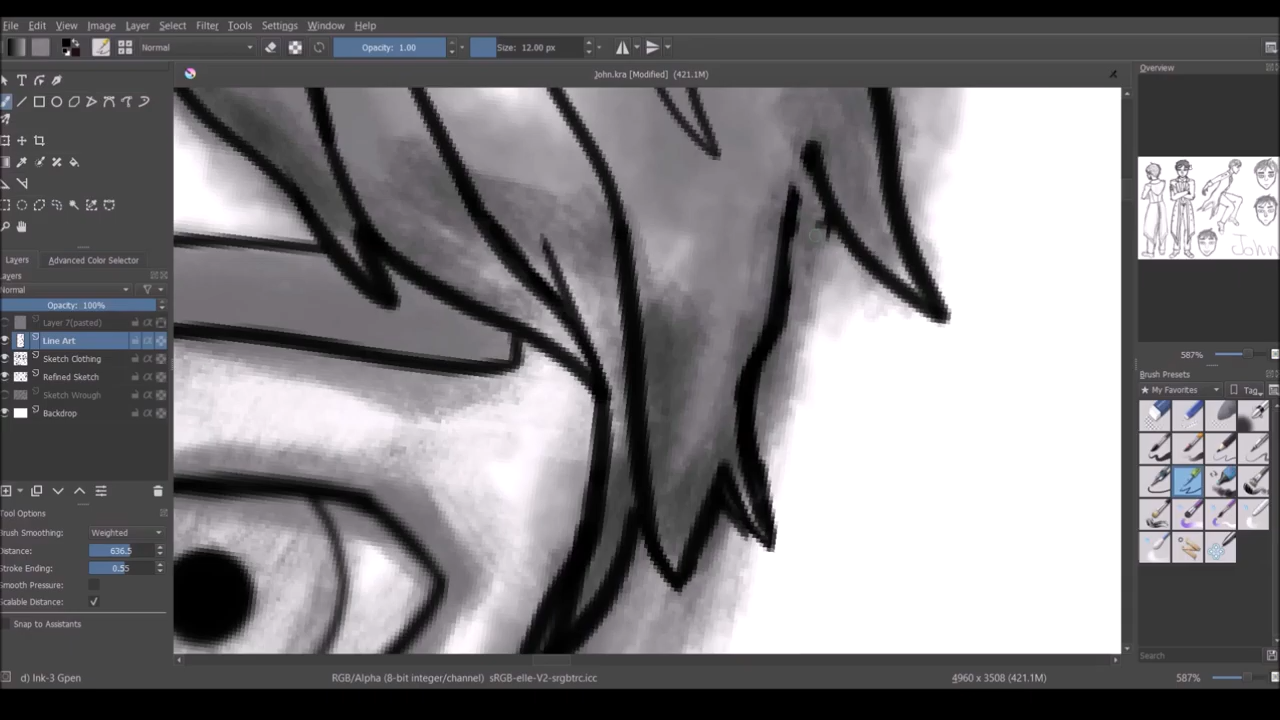 File Edit View Image Layer Select Filter Tools Settings Window Help
Normal Opacity: 1.00 Size: 12.00 px
John.kra [Modified] (421.1M)
Overview
John
587%
Layers Advanced Color Selector
Layers
Normal
Opacity: 100%
Layer 7(pasted)
Line Art
Sketch Clothing
Refined Sketch
Sketch Wrough
Backdrop
Brush Presets
My Favorites Tag
Tool Options
Brush Smoothing: Weighted
Distance: 636.5
Stroke Ending: 0.55
Smooth Pressure:
Scalable Distance:
Snap to Assistants
Search
d) Ink-3 Gpen RGB/Alpha (8-bit integer/channel) sRGB-elle-V2-srgbtrc.icc 4960 x 3508 (421.1M) 587%